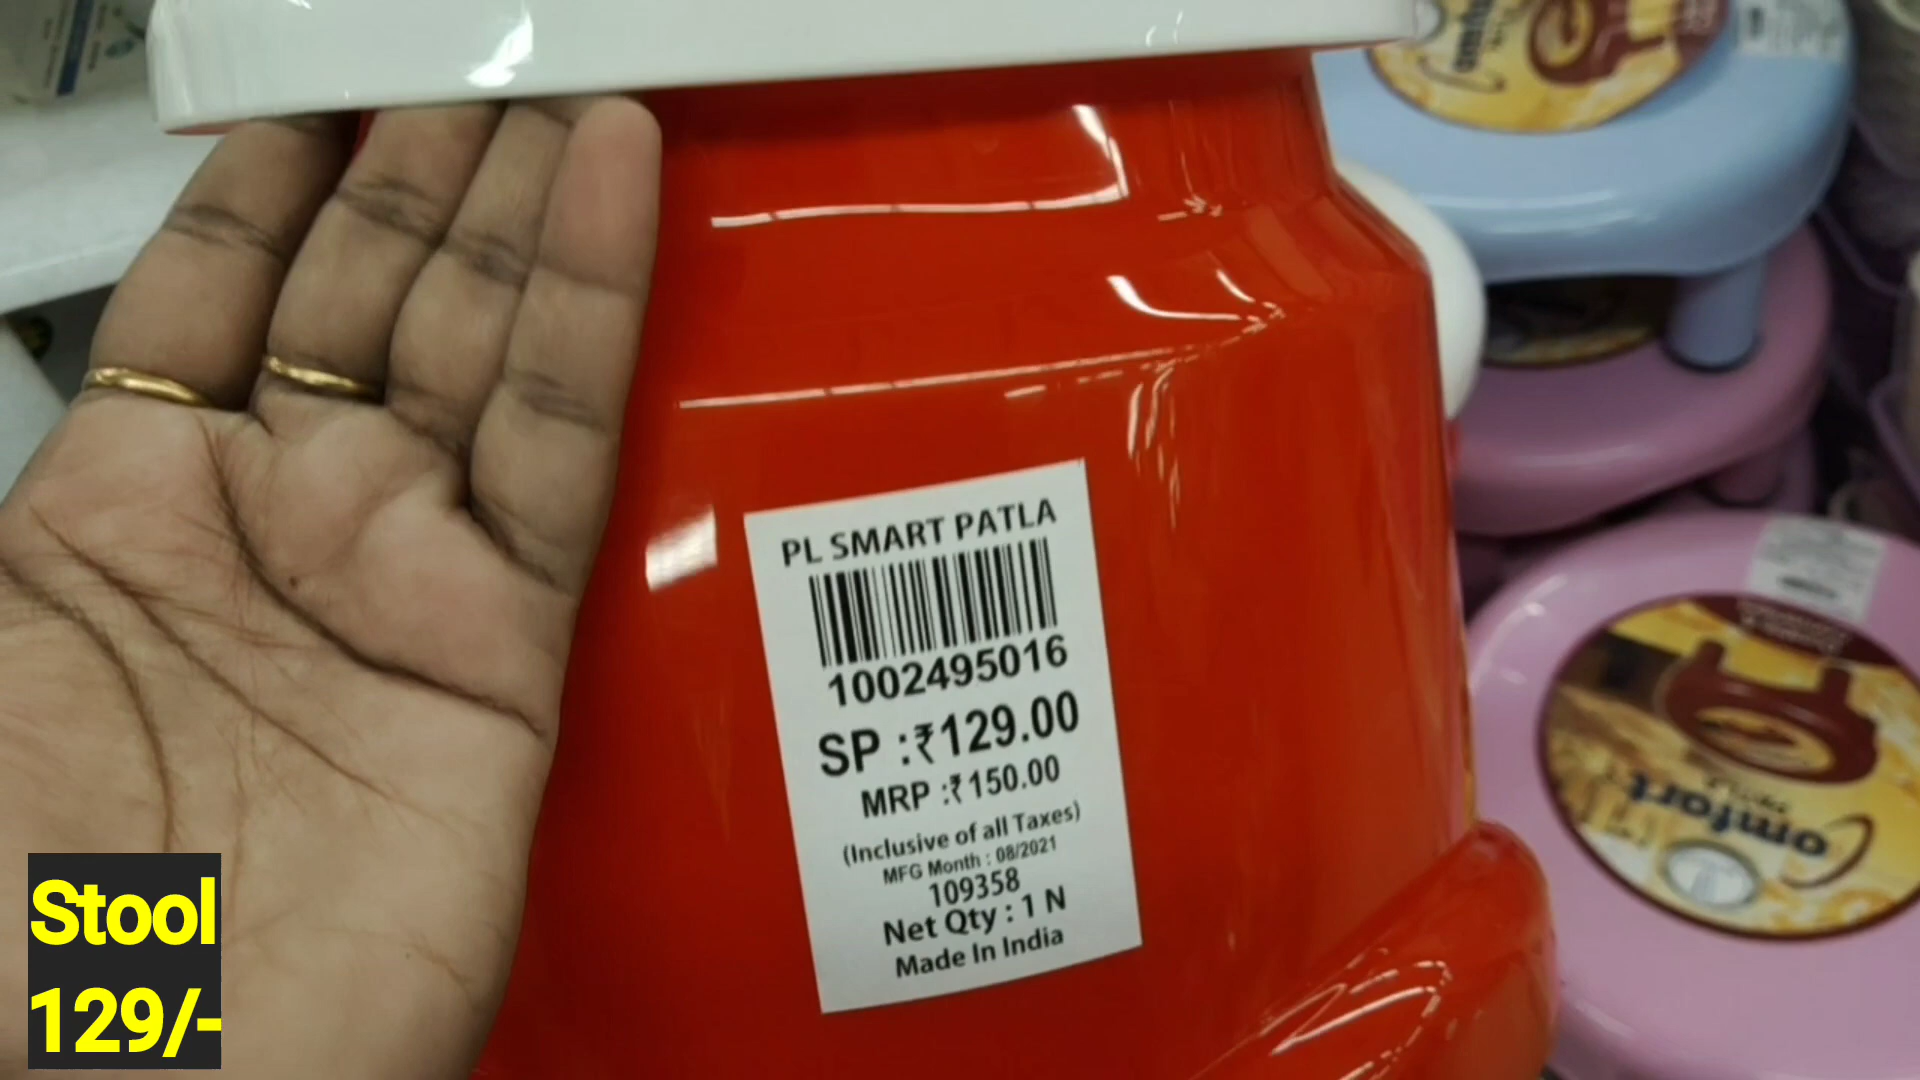 PL SMART PATLA
1002495016
SP :₹129.00
MRP :₹150.00
(Inclusive of all Taxes)
MFG Month : 08/2021
109358
Net Qty : 1 N
Made In India
Comfort
Stool
129/-